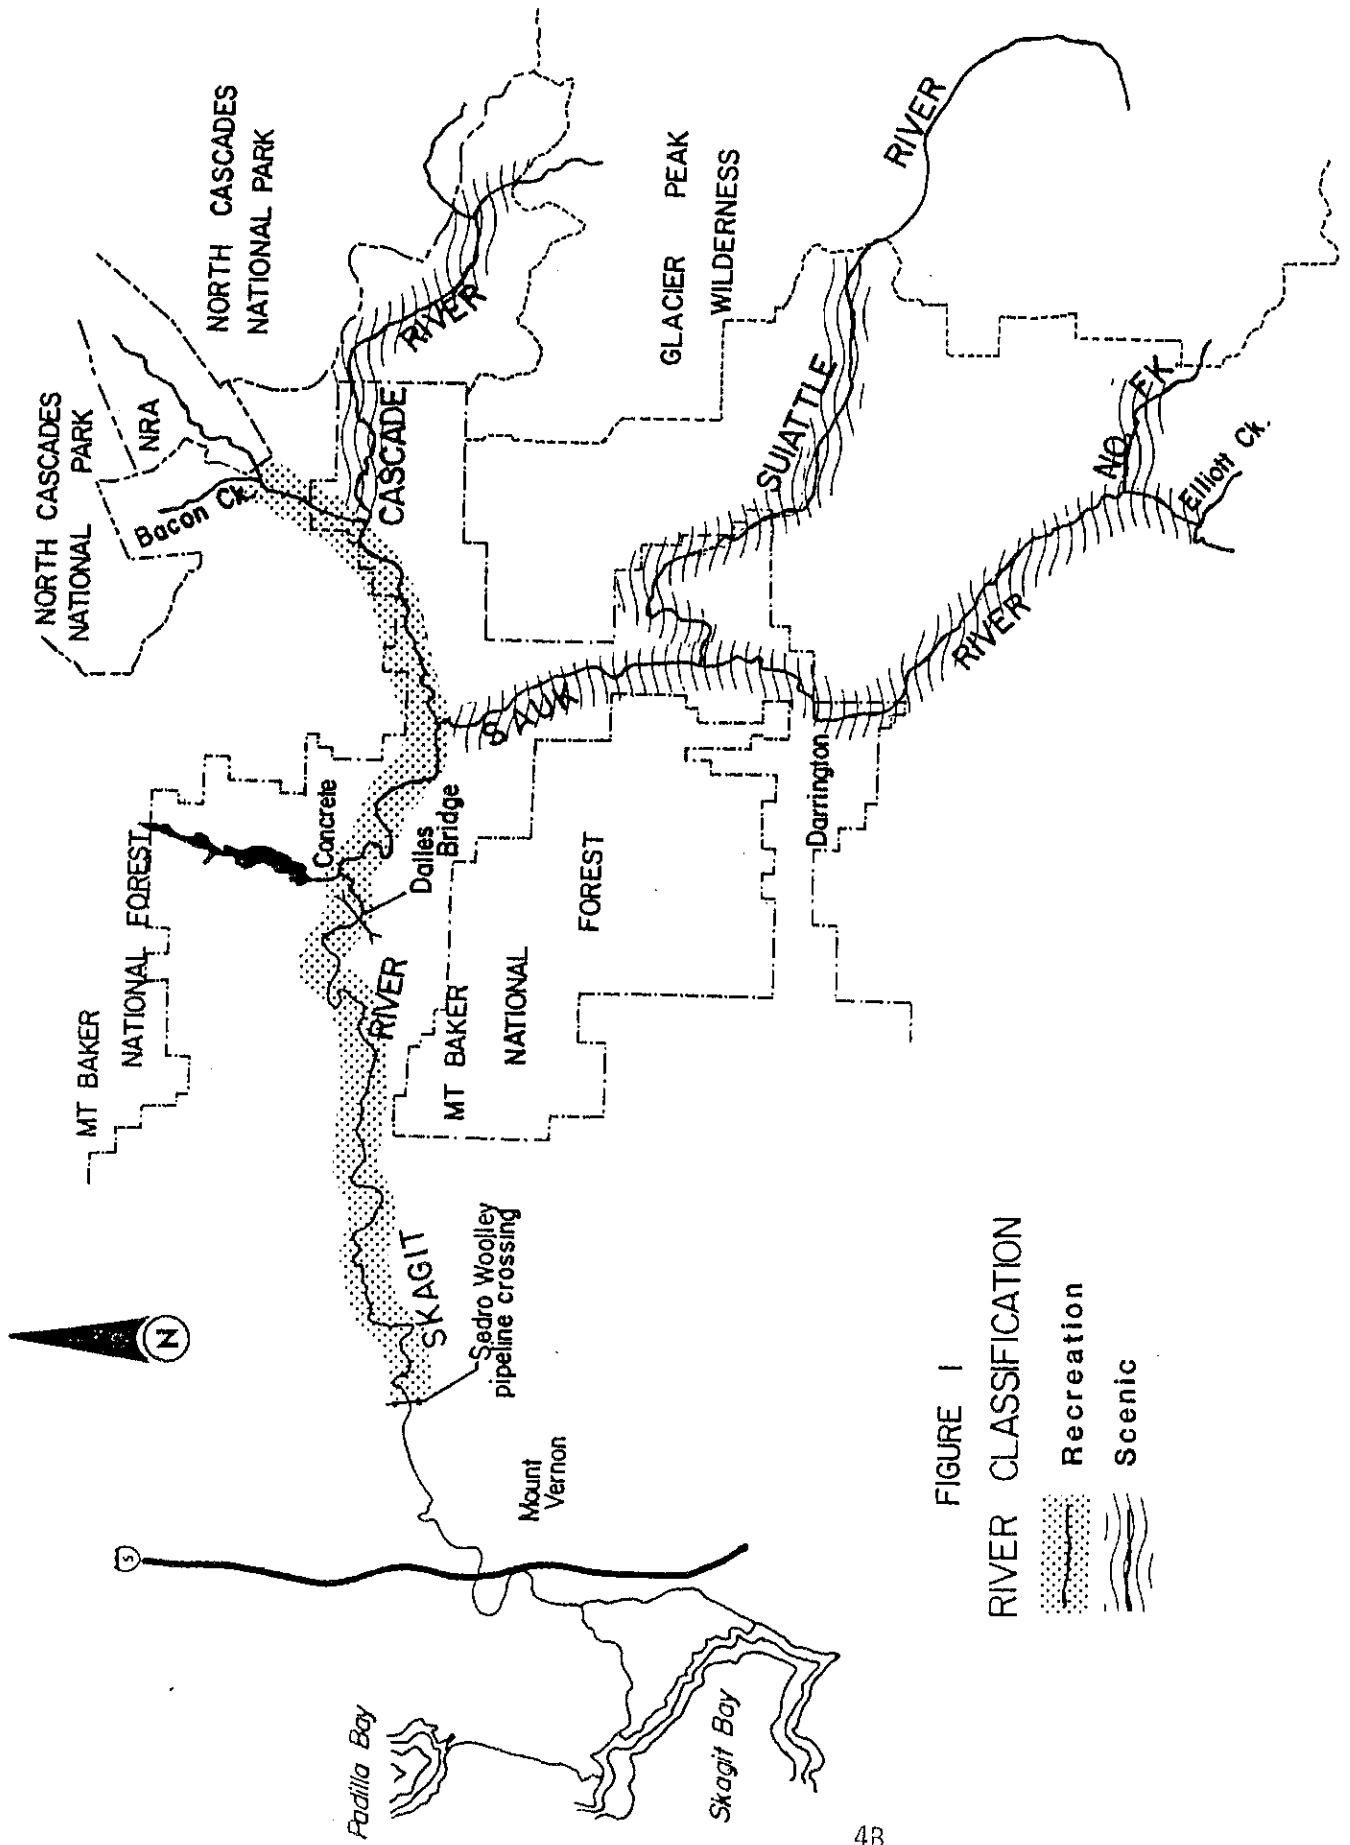 NORTH CASCADES
NATIONAL PARK
NRA
Bacon Ck.
NORTH CASCADES
NATIONAL PARK
MT BAKER
NATIONAL FOREST
N
5
Concrete
Dalles
Bridge
CASCADE RIVER
SKAGIT RIVER
Sedro Woolley
pipeline crossing
Mount
Vernon
Padilla Bay
Skagit Bay
MT BAKER
NATIONAL FOREST
SAUK RIVER
Darrington
GLACIER PEAK
WILDERNESS
SUIATTLE RIVER
NO. FK.
Elliott Ck.
FIGURE 1
RIVER CLASSIFICATION
Recreation
Scenic
4B